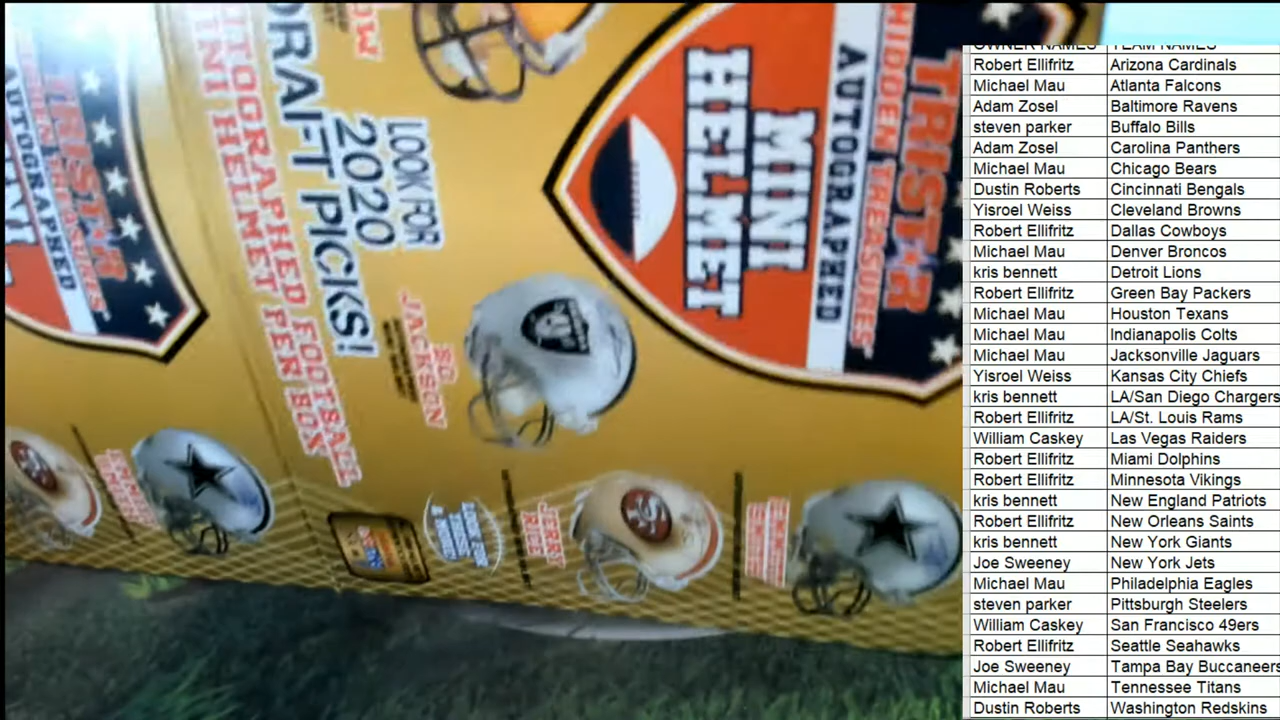 TRISTAR
HIDDEN TREASURES
AUTOGRAPHED
MINI
HELMET
LOOK FOR
2020
DRAFT PICKS!
AUTOGRAPHED FOOTBALL
MINI HELMET PER BOX
BO
JACKSON
JERRY
RICE
TRISTAR
AUTOGRAPHED
OWNER NAMES TEAM NAMES
Robert Ellifritz Arizona Cardinals
Michael Mau Atlanta Falcons
Adam Zosel Baltimore Ravens
steven parker Buffalo Bills
Adam Zosel Carolina Panthers
Michael Mau Chicago Bears
Dustin Roberts Cincinnati Bengals
Yisroel Weiss Cleveland Browns
Robert Ellifritz Dallas Cowboys
Michael Mau Denver Broncos
kris bennett Detroit Lions
Robert Ellifritz Green Bay Packers
Michael Mau Houston Texans
Michael Mau Indianapolis Colts
Michael Mau Jacksonville Jaguars
Yisroel Weiss Kansas City Chiefs
kris bennett LA/San Diego Chargers
Robert Ellifritz LA/St. Louis Rams
William Caskey Las Vegas Raiders
Robert Ellifritz Miami Dolphins
Robert Ellifritz Minnesota Vikings
kris bennett New England Patriots
Robert Ellifritz New Orleans Saints
kris bennett New York Giants
Joe Sweeney New York Jets
Michael Mau Philadelphia Eagles
steven parker Pittsburgh Steelers
William Caskey San Francisco 49ers
Robert Ellifritz Seattle Seahawks
Joe Sweeney Tampa Bay Buccaneers
Michael Mau Tennessee Titans
Dustin Roberts Washington Redskins